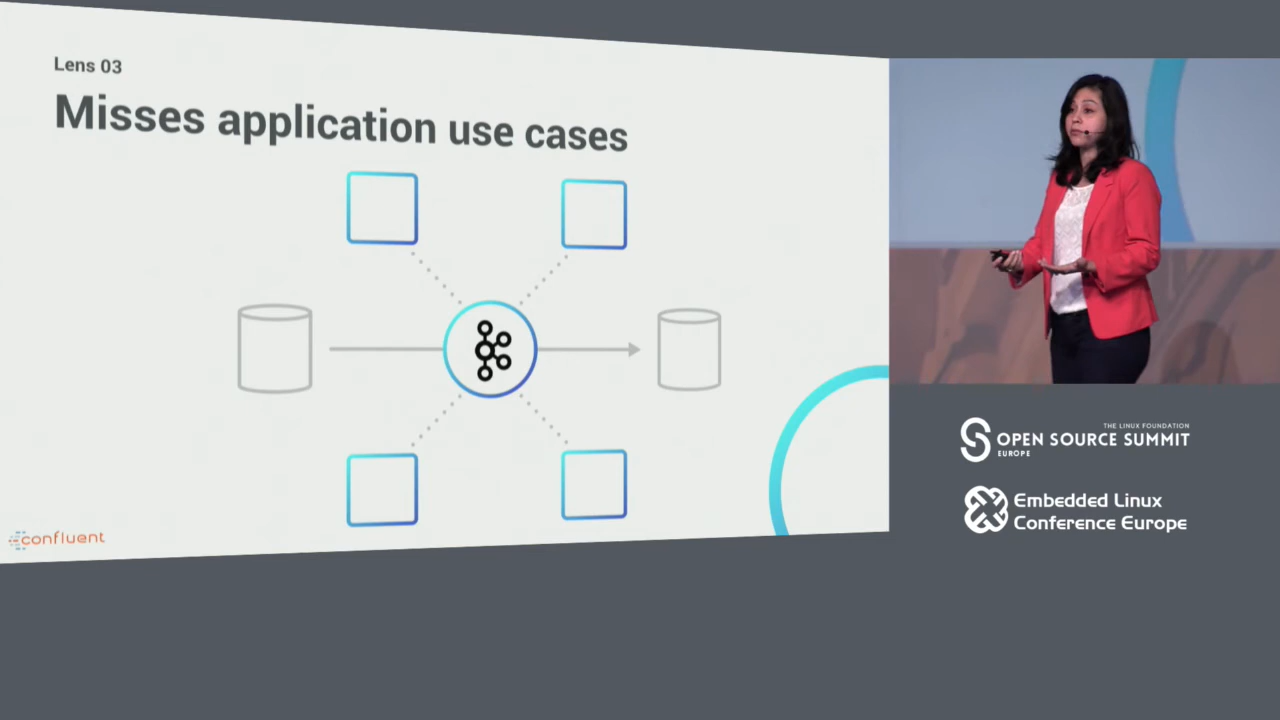 Lens 03
Misses application use cases
confluent
THE LINUX FOUNDATION
OPEN SOURCE SUMMIT
EUROPE
Embedded Linux
Conference Europe